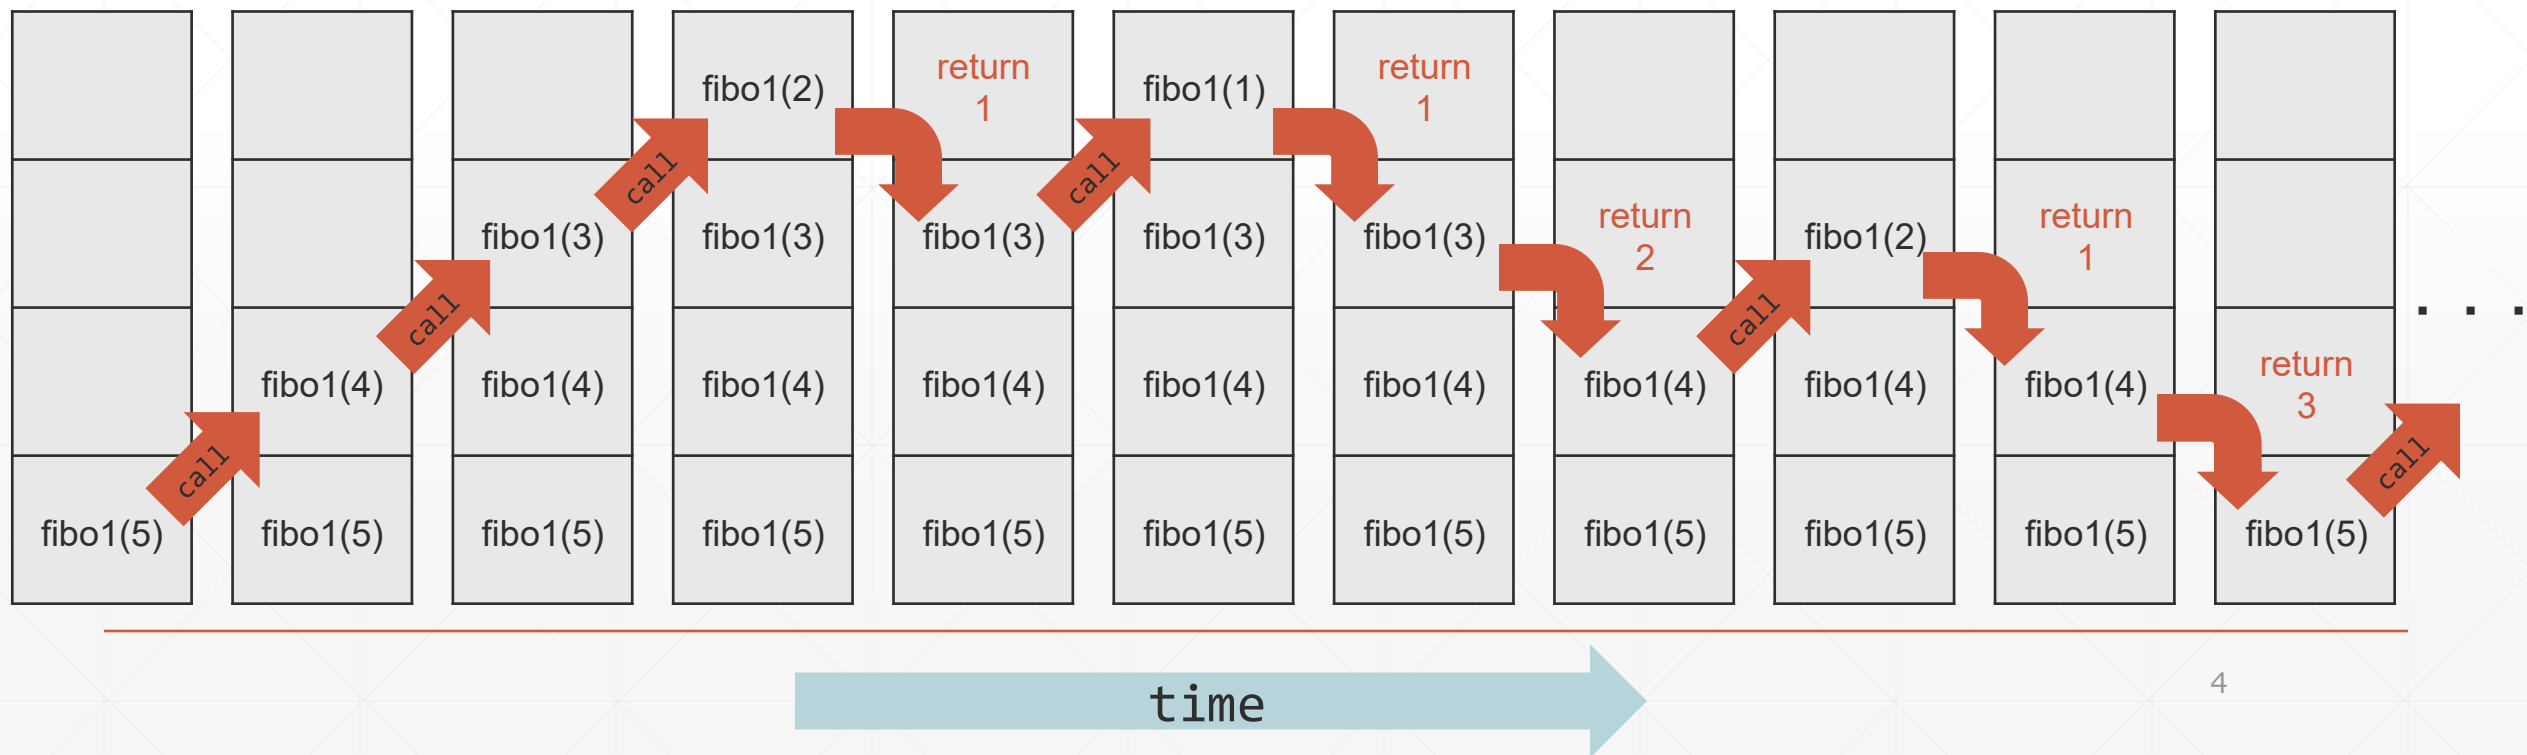 fibo1(2)
return
1
fibo1(1)
return
1
fibo1(3)
fibo1(3)
fibo1(3)
fibo1(3)
fibo1(3)
return
2
fibo1(2)
return
1
fibo1(4)
fibo1(4)
fibo1(4)
fibo1(4)
fibo1(4)
fibo1(4)
fibo1(4)
fibo1(4)
fibo1(4)
return
3
fibo1(5)
fibo1(5)
fibo1(5)
fibo1(5)
fibo1(5)
fibo1(5)
fibo1(5)
fibo1(5)
fibo1(5)
fibo1(5)
fibo1(5)
call
call
call
call
call
call
call
. . .
time
4